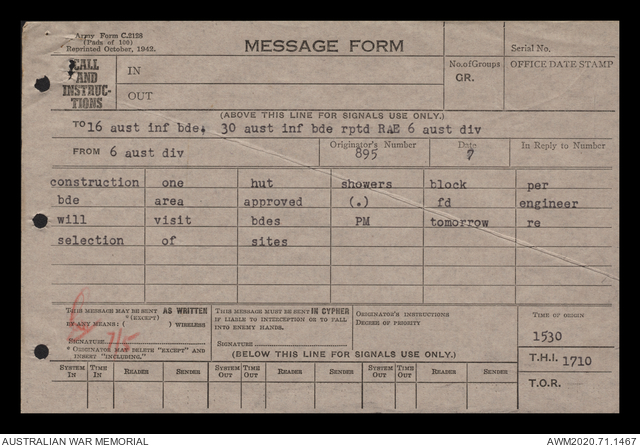 Army Form C.2128
(Pads of 100)
Reprinted October, 1942.
MESSAGE FORM
Serial No.
CALL
AND
INSTRUC-
TIONS
IN
OUT
No. of Groups
GR.
OFFICE DATE STAMP
(ABOVE THIS LINE FOR SIGNALS USE ONLY.)
TO 16 aust inf bde, 30 aust inf bde rptd RAE 6 aust div
FROM 6 aust div
Originator's Number
895
Date
7
In Reply to Number
construction one hut showers block per
bde area approved (.) fd engineer
will visit bdes PM tomorrow re
selection of sites
THIS MESSAGE MAY BE SENT AS WRITTEN
*(EXCEPT)
BY ANY MEANS: ( ) WIRELESS
SIGNATURE
* ORIGINATOR MAY DELETE "EXCEPT" AND
INSERT "INCLUDING."
7/5
THIS MESSAGE MUST BE SENT IN CYPHER
IF LIABLE TO INTERCEPTION OR TO FALL
INTO ENEMY HANDS.
SIGNATURE
ORIGINATOR'S INSTRUCTIONS
DEGREE OF PRIORITY
TIME OF ORIGIN
1530
T.H.I. 1710
T.O.R.
(BELOW THIS LINE FOR SIGNALS USE ONLY.)
SYSTEM IN TIME IN READER SENDER SYSTEM OUT TIME OUT READER SENDER SYSTEM OUT TIME OUT READER SENDER
AUSTRALIAN WAR MEMORIAL
AWM2020.71.1467